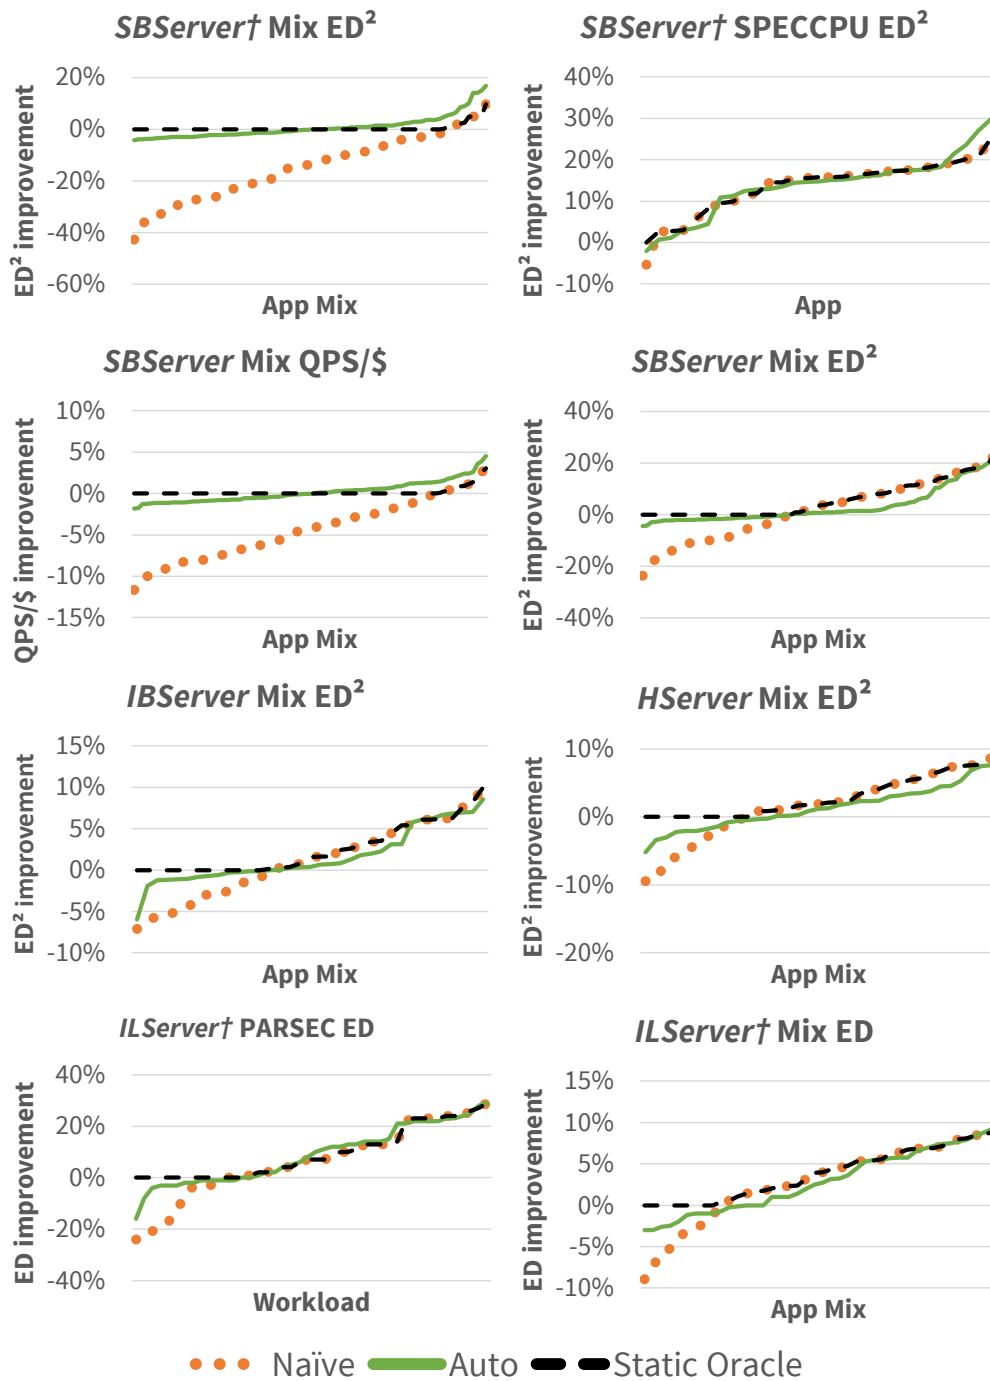 SBServer† Mix ED²
20%
0%
-20%
-40%
-60%
ED² improvement
App Mix
SBServer† SPECCPU ED²
40%
30%
20%
10%
0%
-10%
ED² improvement
App
SBServer Mix QPS/$
10%
5%
0%
-5%
-10%
-15%
QPS/$ improvement
App Mix
SBServer Mix ED²
40%
20%
0%
-20%
-40%
ED² improvement
App Mix
IBServer Mix ED²
15%
10%
5%
0%
-5%
-10%
ED² improvement
App Mix
HServer Mix ED²
10%
0%
-10%
-20%
ED² improvement
App Mix
ILServer† PARSEC ED
40%
20%
0%
-20%
-40%
ED improvement
Workload
ILServer† Mix ED
15%
10%
5%
0%
-5%
-10%
ED improvement
App Mix
Naïve Auto Static Oracle